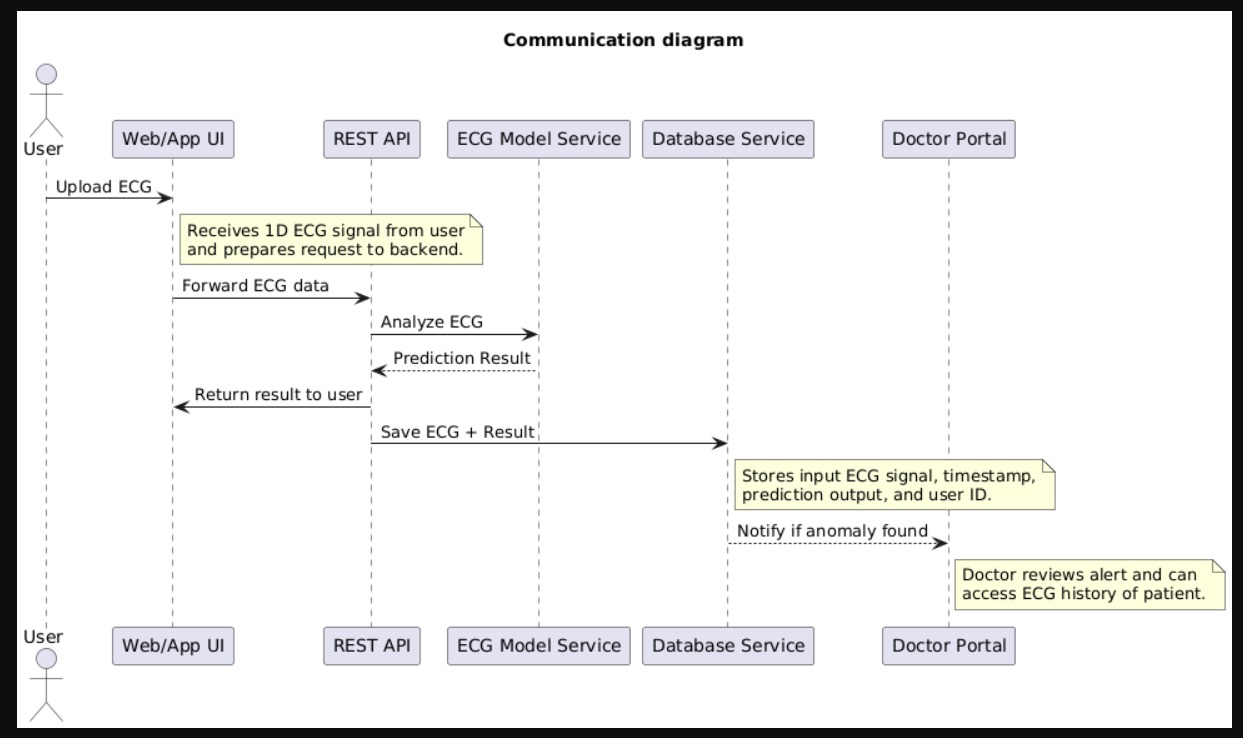 Communication diagram
User
Web/App UI
REST API
ECG Model Service
Database Service
Doctor Portal
Upload ECG
Receives 1D ECG signal from user
and prepares request to backend.
Forward ECG data
Analyze ECG
Prediction Result
Return result to user
Save ECG + Result
Stores input ECG signal, timestamp,
prediction output, and user ID.
Notify if anomaly found
Doctor reviews alert and can
access ECG history of patient.
User
Web/App UI
REST API
ECG Model Service
Database Service
Doctor Portal